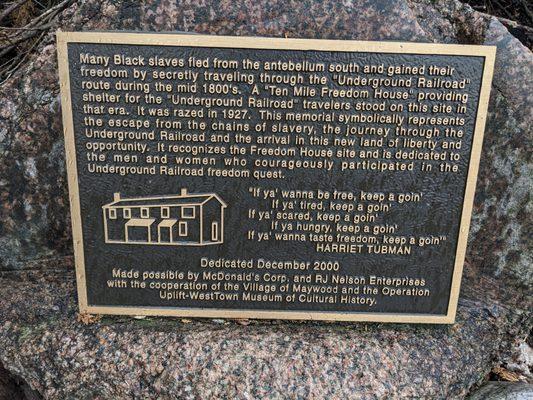 Many Black slaves fled from the antebellum south and gained their
freedom by secretly traveling through the "Underground Railroad"
route during the mid 1800's. A "Ten Mile Freedom House" providing
shelter for the "Underground Railroad" travelers stood on this site in
that era. It was razed in 1927. This memorial symbolically represents
the escape from the chains of slavery, the journey through the
Underground Railroad and the arrival in this new land of liberty and
opportunity. It recognizes the Freedom House site and is dedicated to
the men and women who courageously participated in the
Underground Railroad freedom quest.
"If ya' wanna be free, keep a goin'
If ya' tired, keep a goin'
If ya' scared, keep a goin'
If ya hungry, keep a goin'
If ya' wanna taste freedom, keep a goin'"
HARRIET TUBMAN
Dedicated December 2000
Made possible by McDonald's Corp. and RJ Nelson Enterprises
with the cooperation of the Village of Maywood and the Operation
Uplift-WestTown Museum of Cultural History.